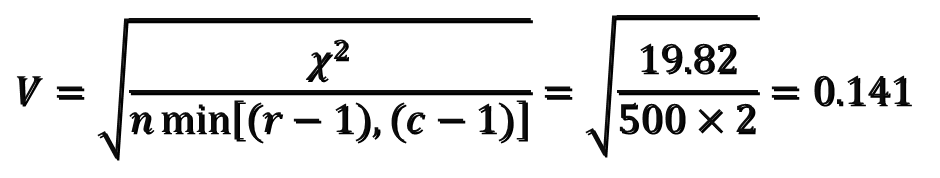 V = √(χ² / (n min[(r − 1), (c − 1)])) = √(19.82 / (500 × 2)) = 0.141